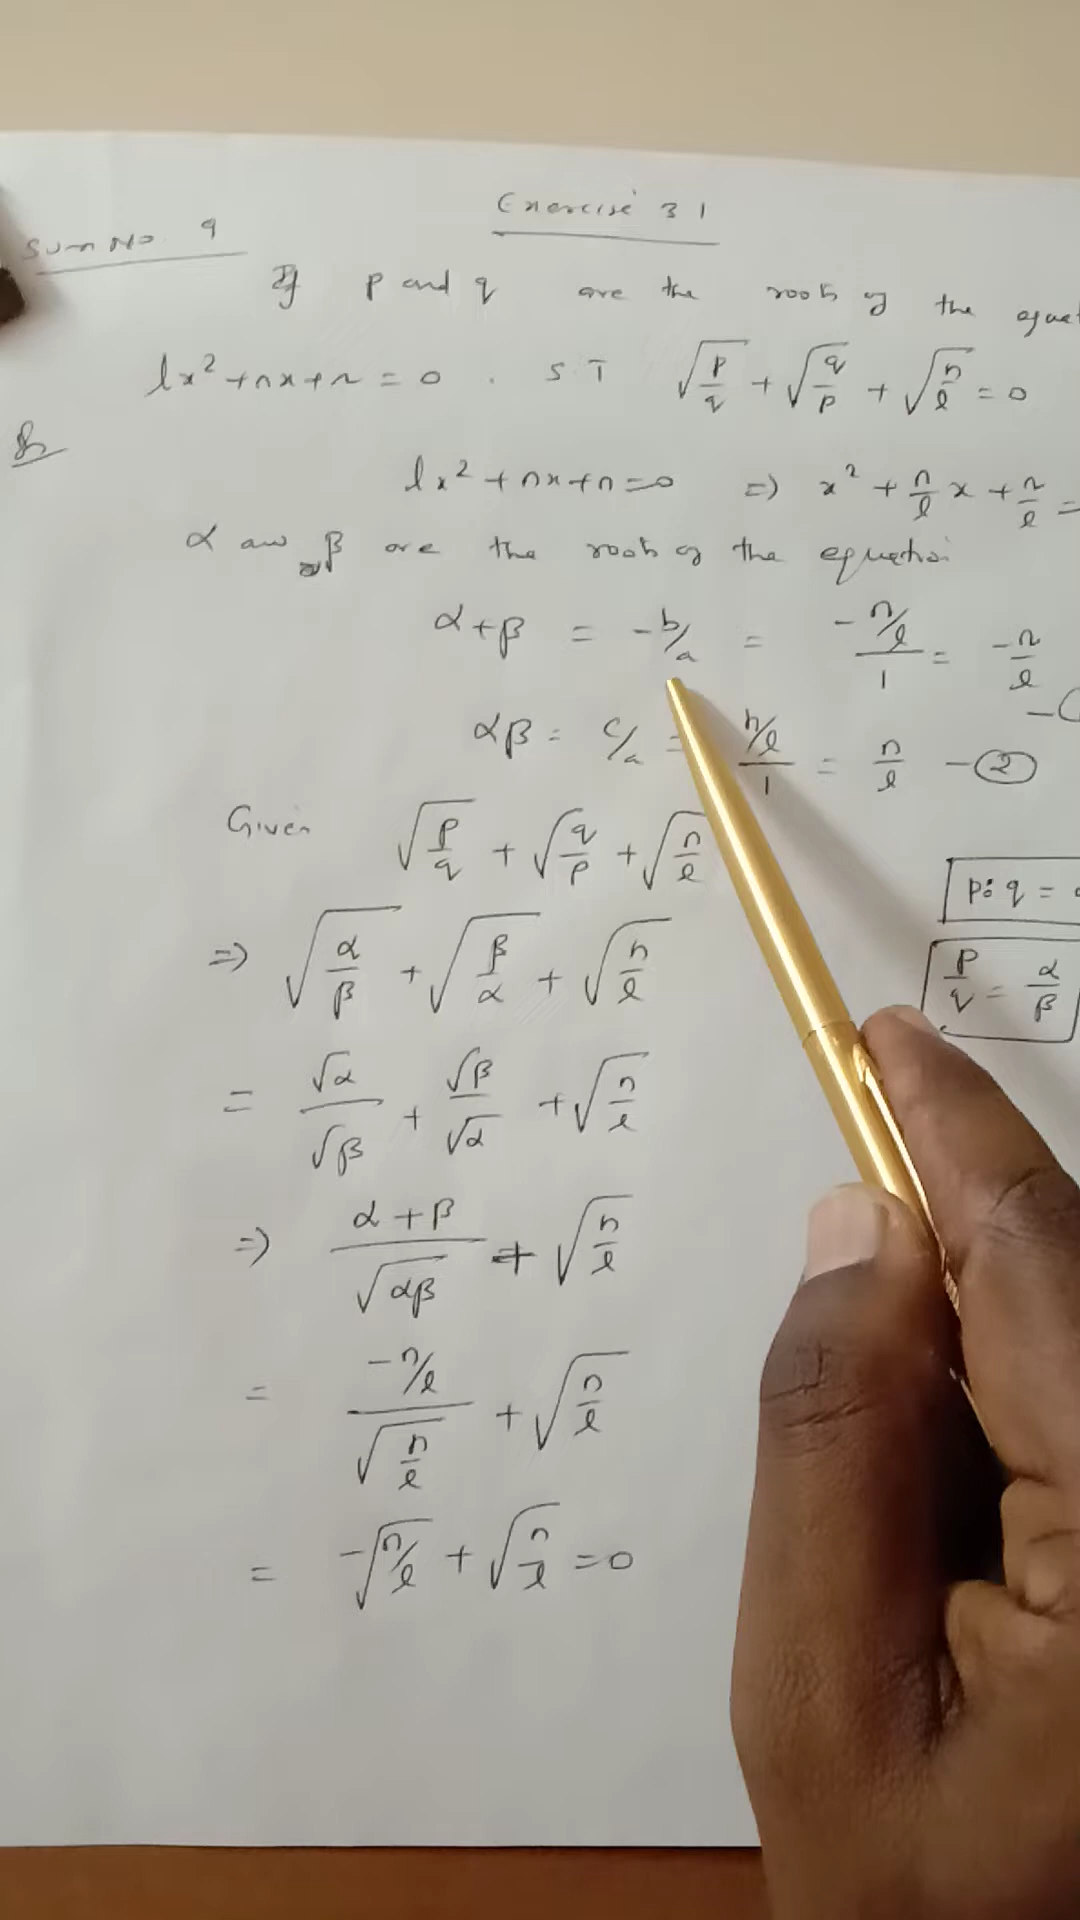 Exercise 3 1
Sum No. 9
If p and q are the roots of the equat
lx² + nx + n = 0 . S.T √(p/q) + √(q/p) + √(n/l) = 0
lx² + nx + n = 0 ⇒ x² + n/l x + n/l =
α and β are the roots of the equation
α + β = -b/a = (-n/l)/1 = -n/l
αβ = c/a = (n/l)/1 = n/l - ②
Given √(p/q) + √(q/p) + √(n/l)
p : q =
⇒ √(α/β) + √(β/α) + √(n/l)
p/q = α/β
= √α/√β + √β/√α + √(n/l)
⇒ (α + β)/√(αβ) + √(n/l)
= (-n/l)/√(n/l) + √(n/l)
= -√(n/l) + √(n/l) = 0